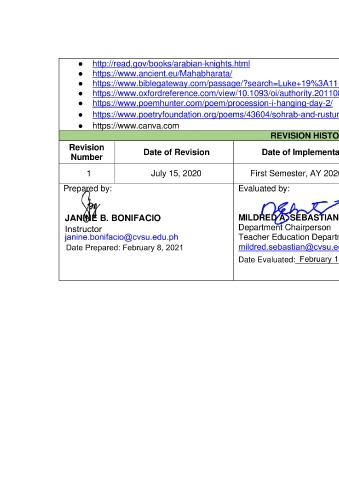 ● http://read.gov/books/arabian-knights.html
● https://www.ancient.eu/Mahabharata/
● https://www.biblegateway.com/passage/?search=Luke+19%3A11-
● https://www.oxfordreference.com/view/10.1093/oi/authority.20110
● https://www.poemhunter.com/poem/procession-i-hanging-day-2/
● https://www.poetryfoundation.org/poems/43604/sohrab-and-rustu
● https://www.canva.com
REVISION HISTO
Revision Number Date of Revision Date of Implementa
1 July 15, 2020 First Semester, AY 202
Prepared by: Evaluated by:
JANINE B. BONIFACIO MILDRED A. SEBASTIAN
Instructor Department Chairperson
janine.bonifacio@cvsu.edu.ph Teacher Education Departm
Date Prepared: February 8, 2021 mildred.sebastian@cvsu.e
Date Evaluated: February 1